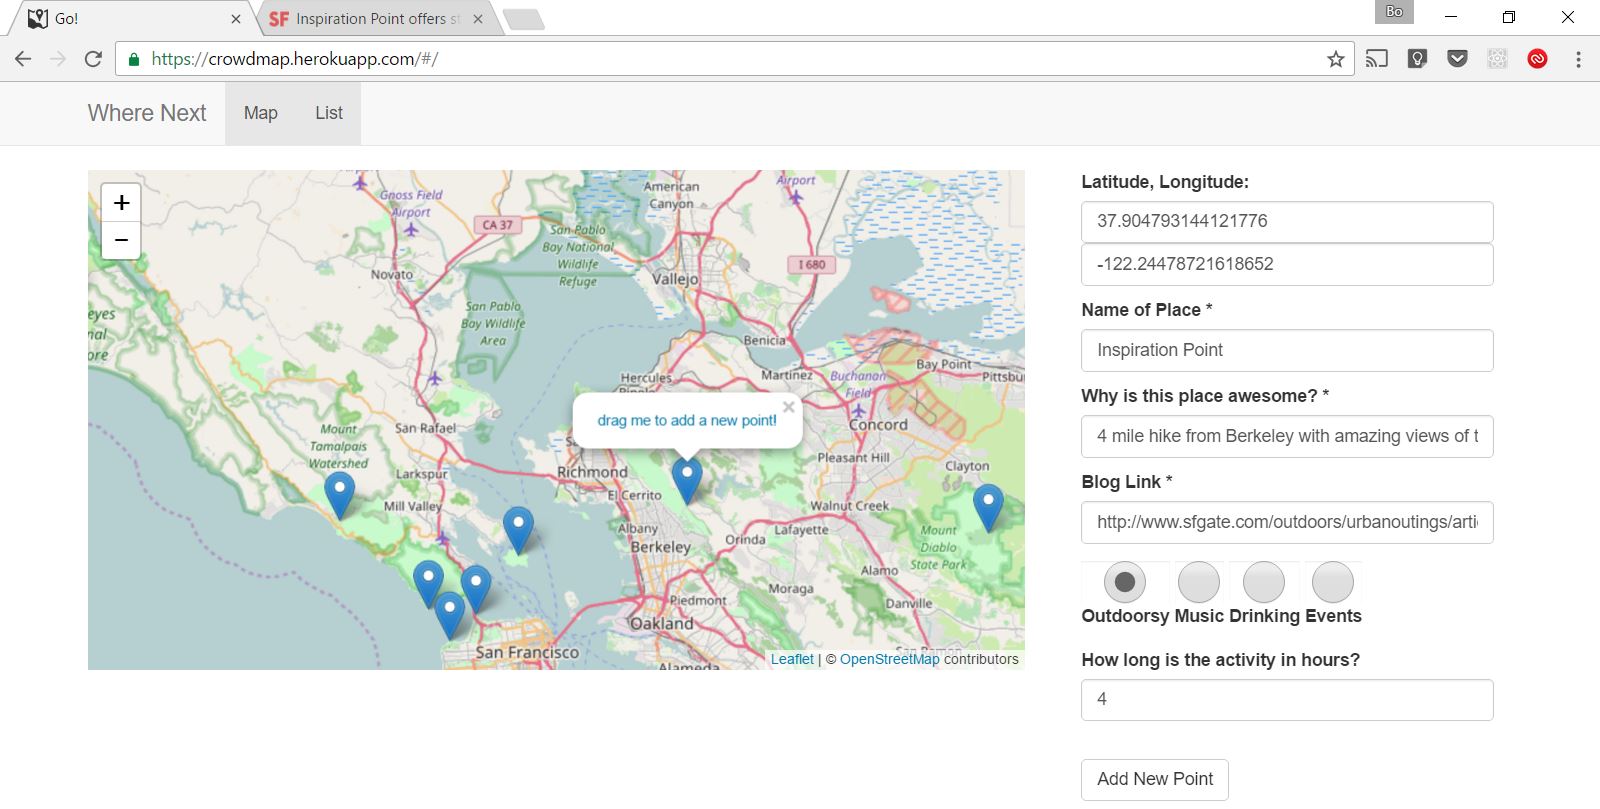 Go!
SF Inspiration Point offers st
Bo
https://crowdmap.herokuapp.com/#/
Where Next
Map
List
+
−
Gnoss Field
Airport
Airport
American
Canyon
CA 37
San-Pablo
Bay National
Wildlife
Refuge
Novato
Vallejo
I 680
San Pablo
Bay Wildlife
Area
eyes
nal
ore
Benicia
Hercules
Martinez
Buchanan
Field
Bay Point
Pittsbu
drag me to add a new point!
×
San Rafael
Concord
Mount
Tamalpais
Watershed
Pleasant Hill
Clayton
Richmond
Larkspur
El Cerrito
Mill Valley
Walnut Creek
Albany
Lafayette
Orinda
Mount
Diablo
State Park
Berkeley
Alamo
Moraga
Danville
Piedmont
Oakland
San Francisco
San Ramon
Alameda
Leaflet | © OpenStreetMap contributors
Latitude, Longitude:
37.904793144121776
-122.24478721618652
Name of Place *
Inspiration Point
Why is this place awesome? *
4 mile hike from Berkeley with amazing views of t
Blog Link *
http://www.sfgate.com/outdoors/urbanoutings/arti
Outdoorsy Music Drinking Events
How long is the activity in hours?
4
Add New Point